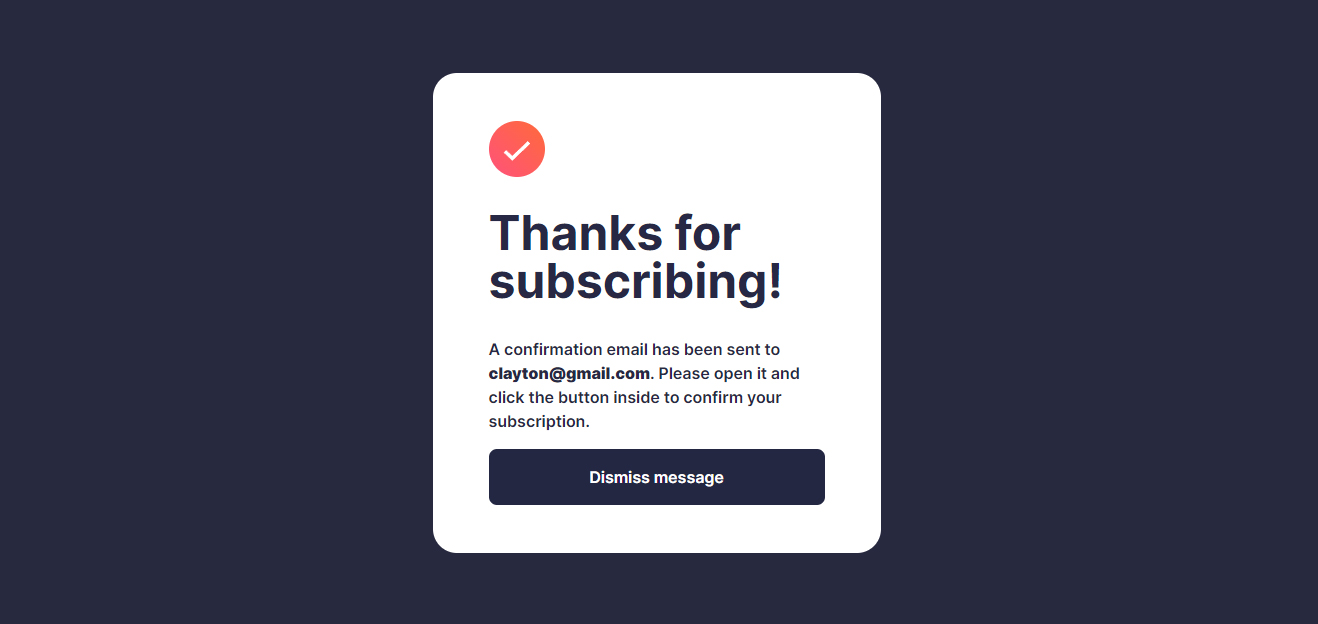 Thanks for
subscribing!
A confirmation email has been sent to
clayton@gmail.com. Please open it and
click the button inside to confirm your
subscription.
Dismiss message